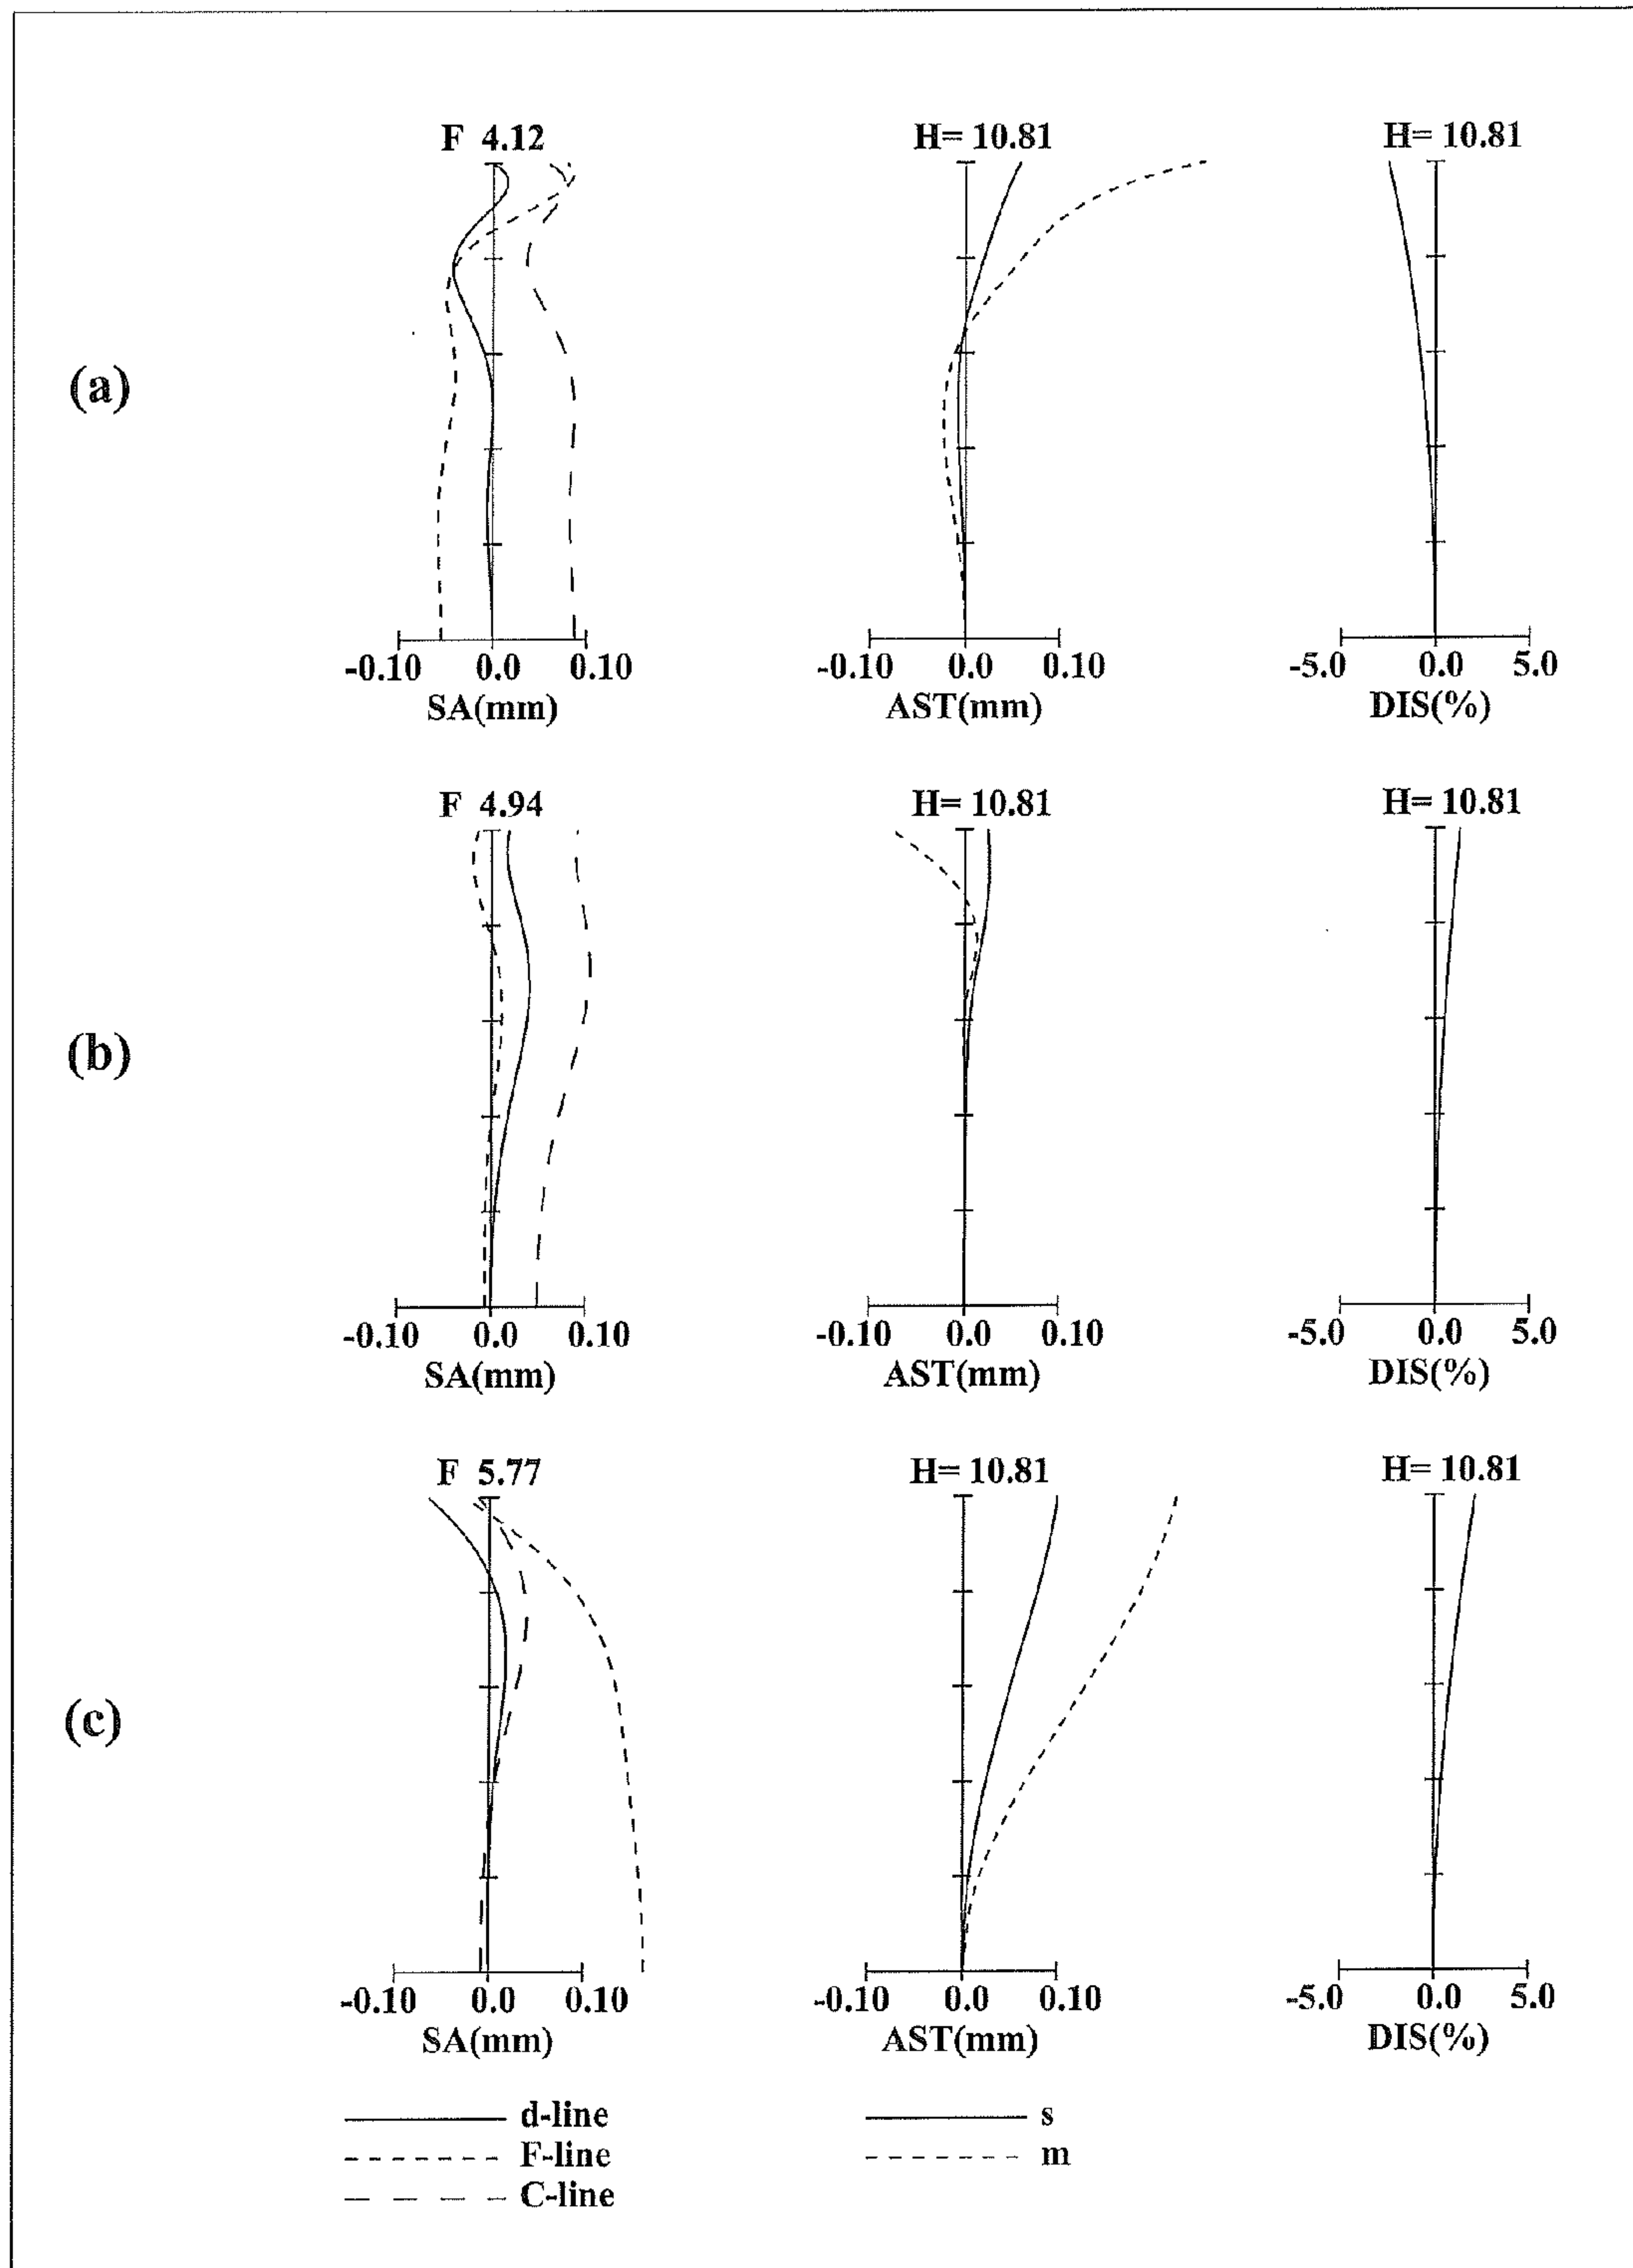 F 4.12 H= 10.81 H= 10.81
(a)
-0.10 0.0 0.10 -0.10 0.0 0.10 -5.0 0.0 5.0
SA(mm) AST(mm) DIS(%)
F 4.94 H= 10.81 H= 10.81
(b)
-0.10 0.0 0.10 -0.10 0.0 0.10 -5.0 0.0 5.0
SA(mm) AST(mm) DIS(%)
F 5.77 H= 10.81 H= 10.81
(c)
-0.10 0.0 0.10 -0.10 0.0 0.10 -5.0 0.0 5.0
SA(mm) AST(mm) DIS(%)
d-line s
F-line m
C-line